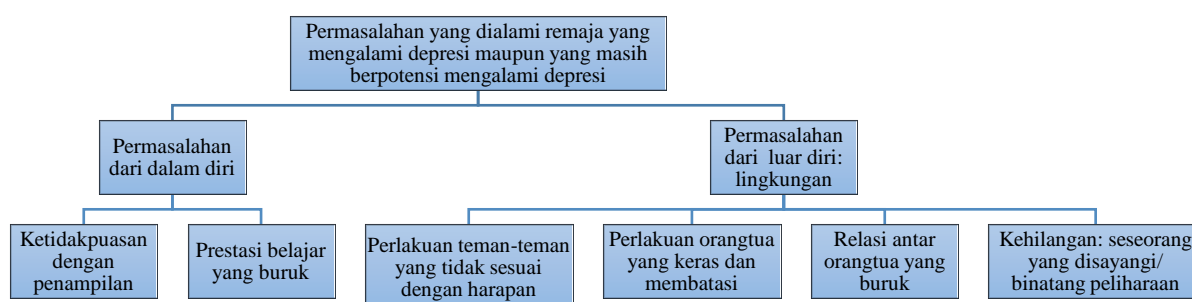 Permasalahan yang dialami remaja yang
mengalami depresi maupun yang masih
berpotensi mengalami depresi
Permasalahan
dari dalam diri
Permasalahan
dari luar diri:
lingkungan
Ketidakpuasan
dengan
penampilan
Prestasi belajar
yang buruk
Perlakuan teman-teman
yang tidak sesuai
dengan harapan
Perlakuan orangtua
yang keras dan
membatasi
Relasi antar
orangtua yang
buruk
Kehilangan: seseorang
yang disayangi/
binatang peliharaan